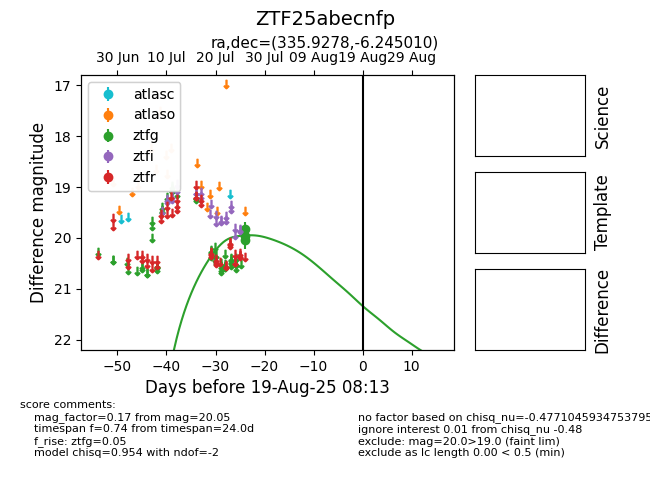 ZTF25abecnfp
ra,dec=(335.9278,-6.245010)
30 Jun 10 Jul 20 Jul 30 Jul 09 Aug 19 Aug 29 Aug
17
18
19
20
21
22
Difference magnitude
atlasc
atlaso
ztfg
ztfi
ztfr
−50 −40 −30 −20 −10 0 10
Days before 19-Aug-25 08:13
Science
Template
Difference
score comments:
mag_factor=0.17 from mag=20.05
timespan f=0.74 from timespan=24.0d
f_rise: ztfg=0.05
model chisq=0.954 with ndof=-2
no factor based on chisq_nu=-0.4771045934753795
ignore interest 0.01 from chisq_nu -0.48
exclude: mag=20.0>19.0 (faint lim)
exclude as lc length 0.00 < 0.5 (min)